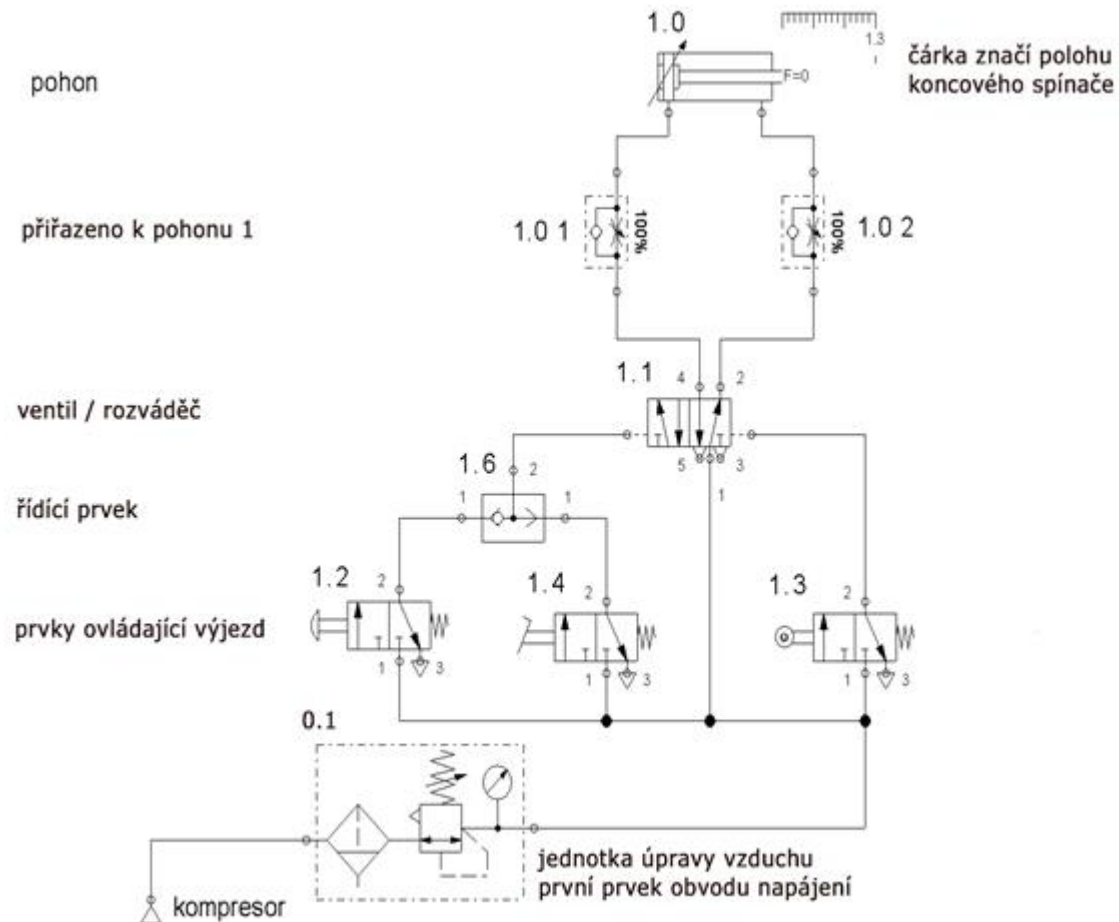 1.0
1.3
pohon
F=0
čárka značí polohu
koncového spínače
přiřazeno k pohonu 1
1.0 1
100%
100%
1.0 2
1.1
4
2
ventil / rozváděč
5
3
1
1.6
2
1
1
řídící prvek
1.2
2
1.4
2
1.3
2
prvky ovládající výjezd
1
3
1
3
1
3
0.1
jednotka úpravy vzduchu
první prvek obvodu napájení
kompresor